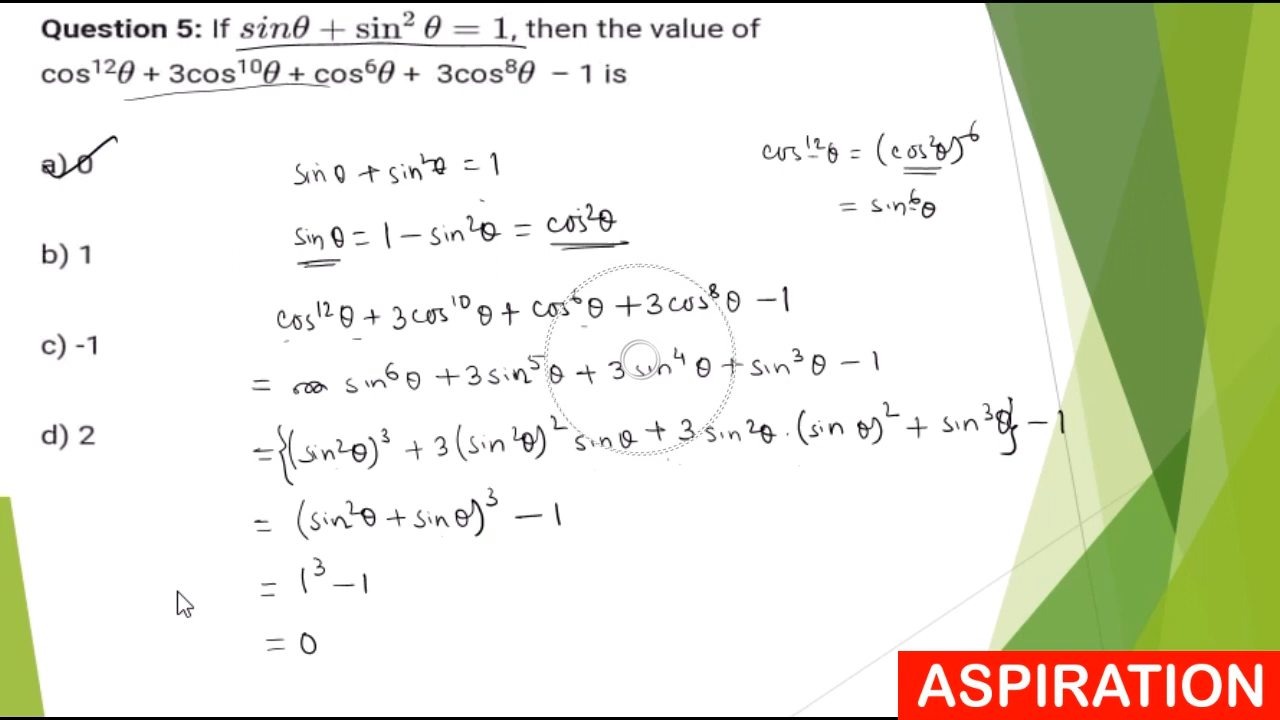 Question 5: If sinθ + sin² θ = 1, then the value of
cos¹²θ + 3cos¹⁰θ + cos⁶θ + 3cos⁸θ − 1 is
a) 0
sin θ + sin²θ = 1
cos¹²θ = (cos²θ)⁶
= sin⁶θ
b) 1
sin θ = 1 − sin²θ = cos²θ
cos¹²θ + 3cos¹⁰θ + cos⁶θ + 3cos⁸θ − 1
c) -1
= sin⁶θ + 3sin⁵θ + 3sin⁴θ + sin³θ − 1
d) 2
= {(sin²θ)³ + 3(sin²θ)² sinθ + 3 sin²θ . (sin θ)² + sin³θ} − 1
= (sin²θ + sinθ)³ − 1
= 1³ − 1
= 0
ASPIRATION